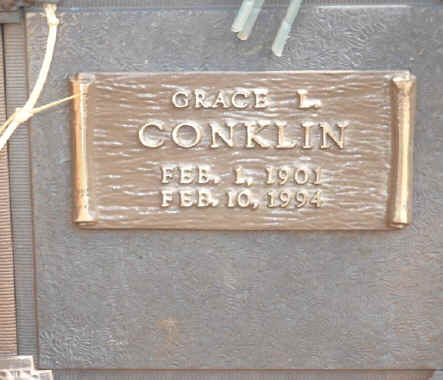 GRACE L.
CONKLIN
FEB. 1, 1901
FEB. 10, 1994